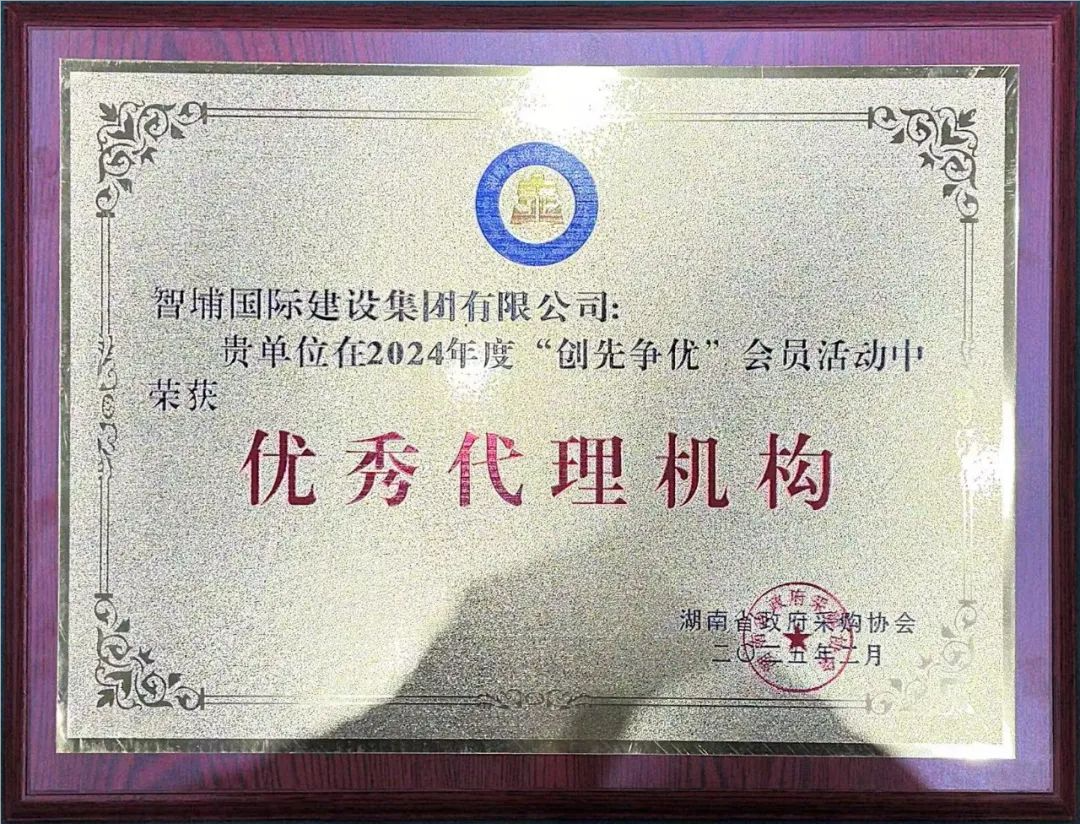 智埔国际建设集团有限公司:
贵单位在2024年度“创先争优”会员活动中
荣获
优秀代理机构
湖南省政府采购协会
二〇二五年二月